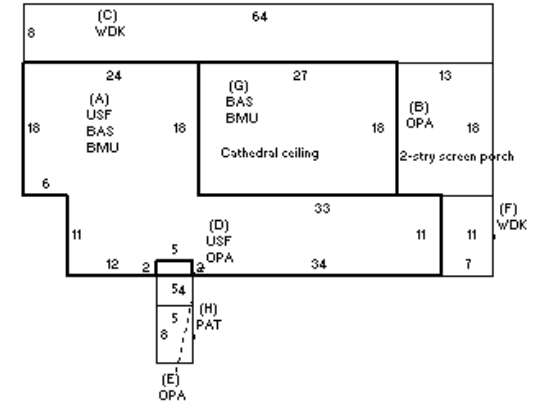 (C)
WDK
64
8
24
27
13
(A)
USF
BAS
BMU
(G)
BAS
BMU
(B)
OPA
18
18
18
18
Cathedral ceiling
2-stry screen porch
6
33
(F)
WDK
(D)
USF
OPA
11
11
11
5
12
2
2
34
7
54
5
8
(H)
PAT
(E)
OPA